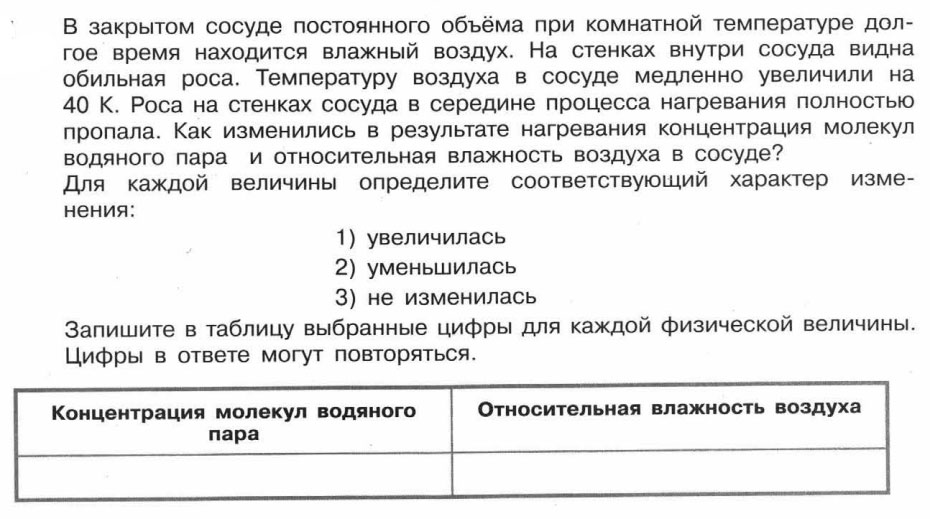 В закрытом сосуде постоянного объёма при комнатной температуре дол-
гое время находится влажный воздух. На стенках внутри сосуда видна
обильная роса. Температуру воздуха в сосуде медленно увеличили на
40 К. Роса на стенках сосуда в середине процесса нагревания полностью
пропала. Как изменились в результате нагревания концентрация молекул
водяного пара и относительная влажность воздуха в сосуде?
Для каждой величины определите соответствующий характер изме-
нения:
1) увеличилась
2) уменьшилась
3) не изменилась
Запишите в таблицу выбранные цифры для каждой физической величины.
Цифры в ответе могут повторяться.
Концентрация молекул водяного
пара
Относительная влажность воздуха